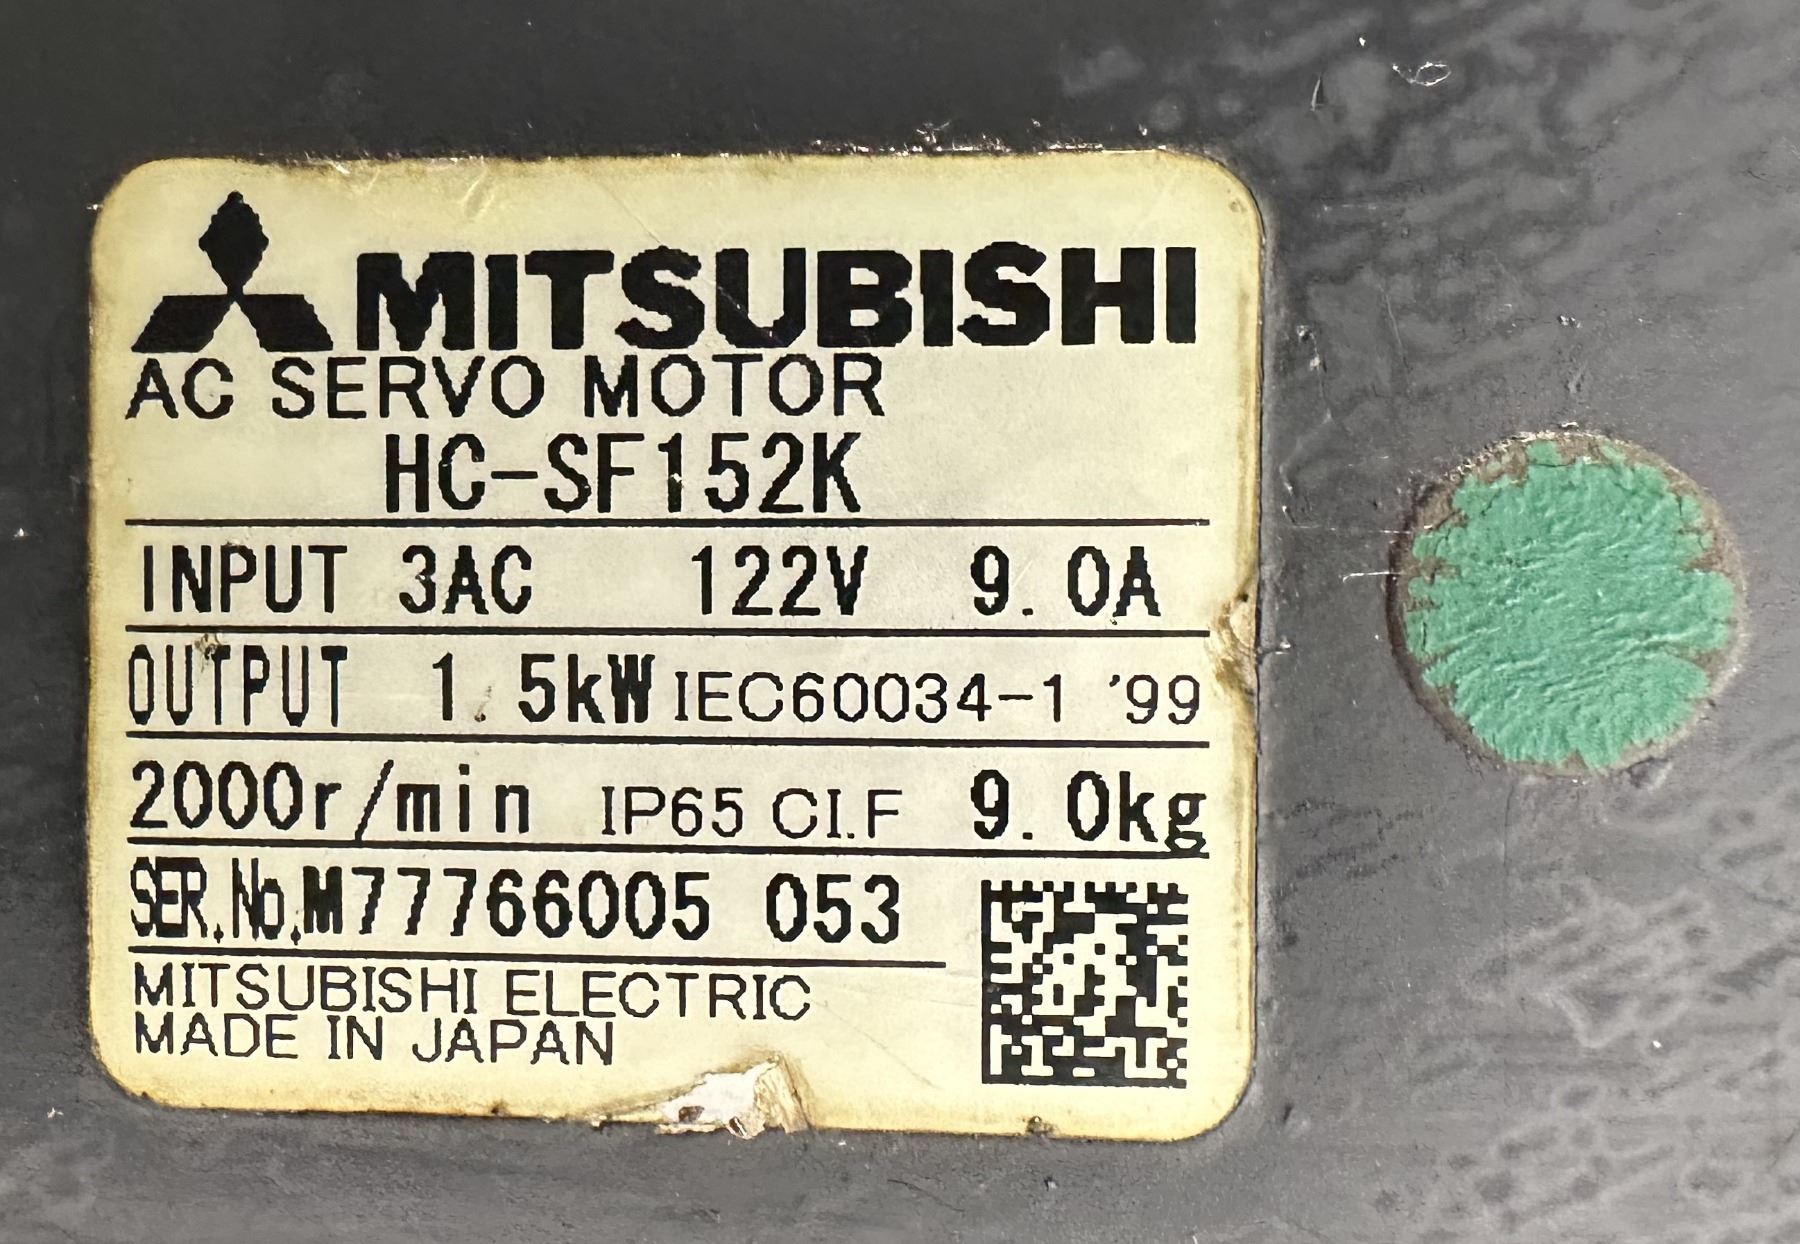 MITSUBISHI
AC SERVO MOTOR
HC-SF152K
INPUT 3AC 122V 9.0A
OUTPUT 1.5kW IEC60034-1 '99
2000r/min IP65 CI.F 9.0kg
SER.No.M77766005 053
MITSUBISHI ELECTRIC
MADE IN JAPAN